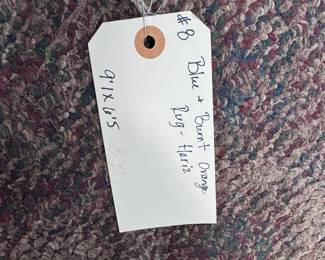 #8 Blue + Burnt Orange
Rug - Heriz
9'1 x 6'5